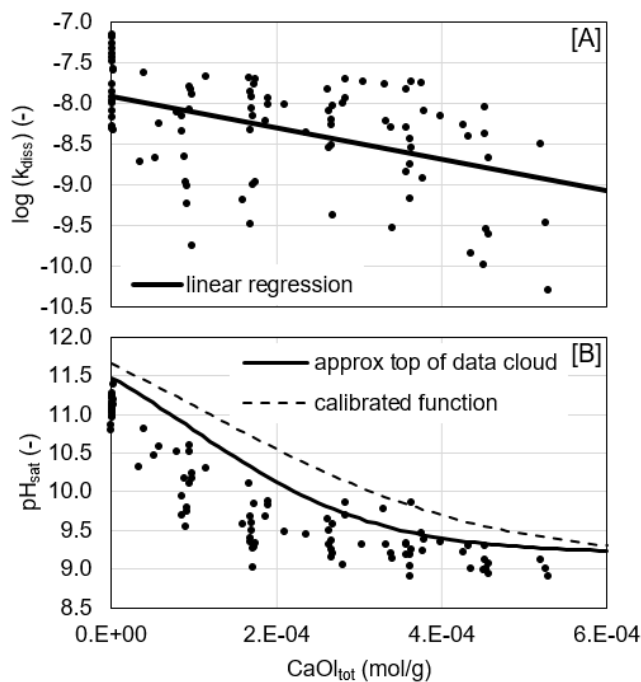 -7.0
[A]
-7.5
-8.0
-8.5
-9.0
-9.5
-10.0
-10.5
log (kdiss) (-)
linear regression
12.0
[B]
11.5
11.0
10.5
10.0
9.5
9.0
8.5
pHsat (-)
approx top of data cloud
calibrated function
0.E+00 2.E-04 4.E-04 6.E-04
CaOltot (mol/g)